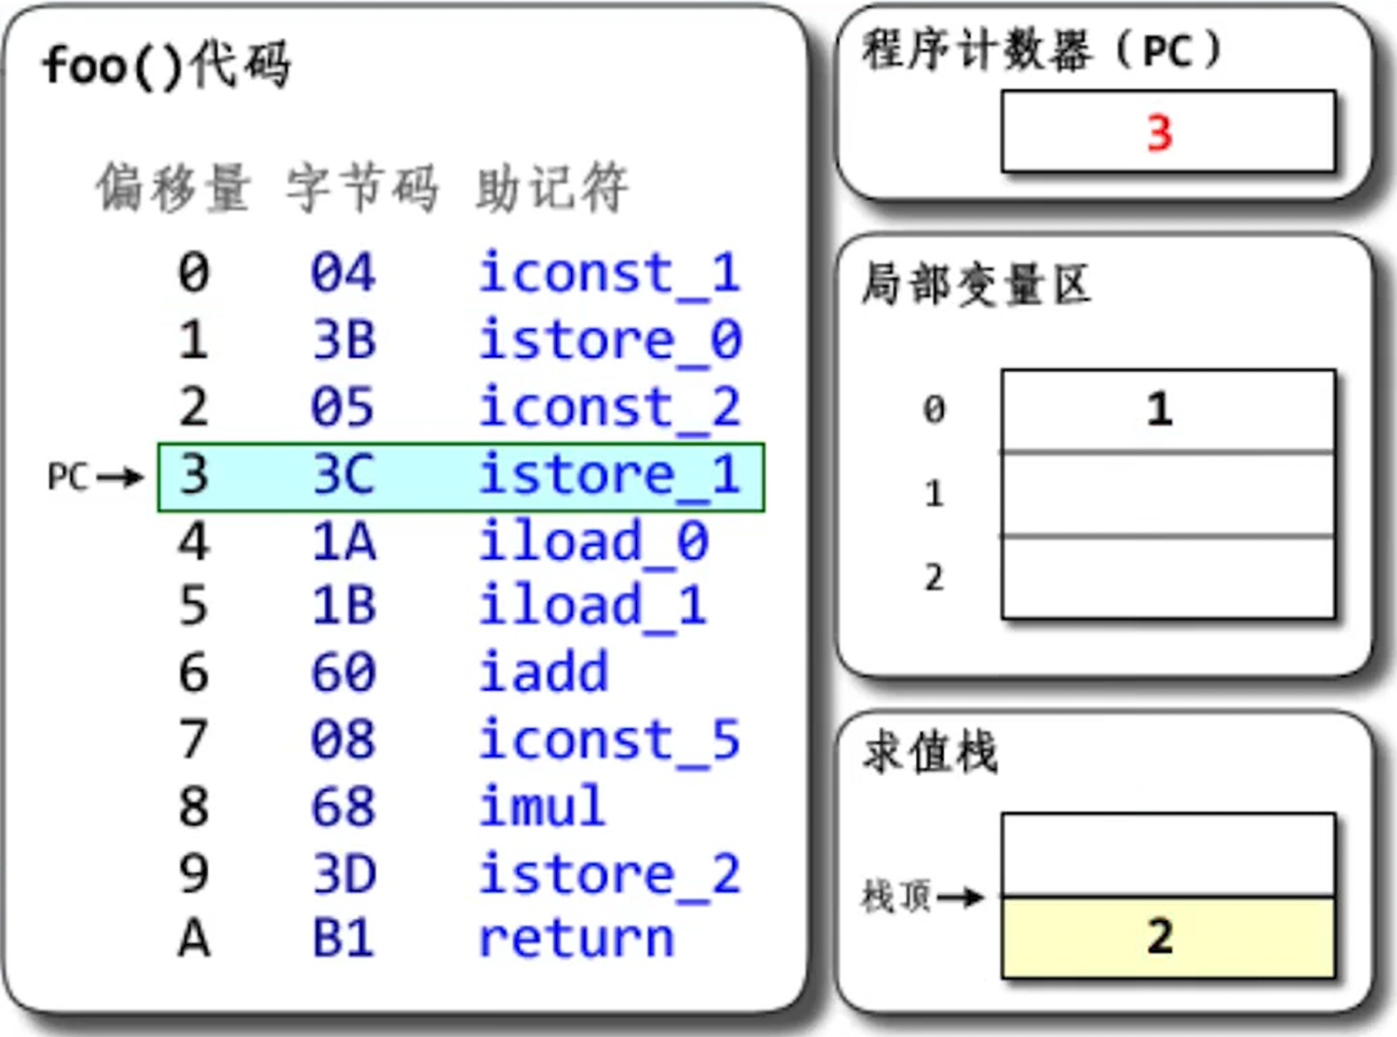 foo()代码
偏移量 字节码 助记符
0 04 iconst_1
1 3B istore_0
2 05 iconst_2
PC 3 3C istore_1
4 1A iload_0
5 1B iload_1
6 60 iadd
7 08 iconst_5
8 68 imul
9 3D istore_2
A B1 return
程序计数器（PC）
3
局部变量区
0 1
1
2
求值栈
栈顶
2